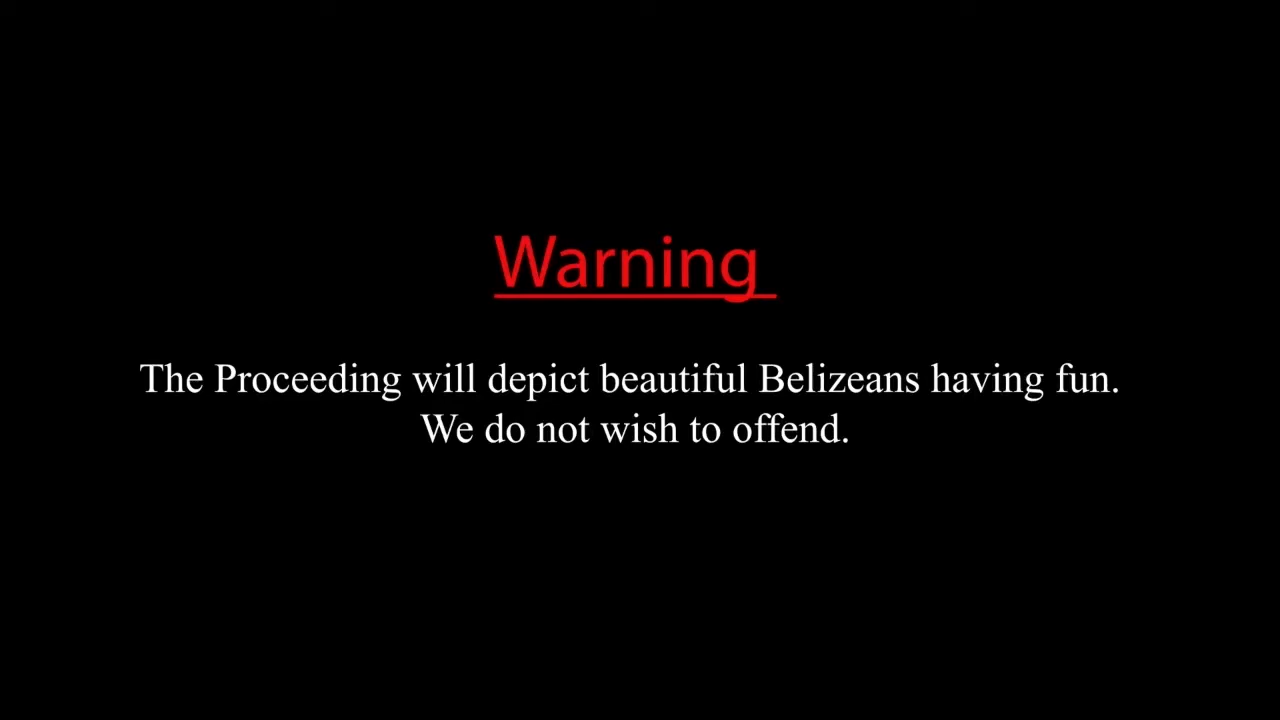 Warning
The Proceeding will depict beautiful Belizeans having fun.
We do not wish to offend.